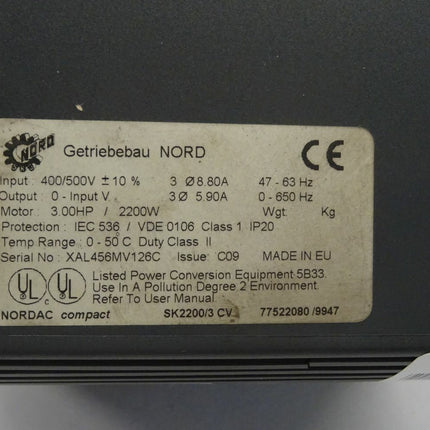 NORD
Getriebebau NORD
CE
Input : 400/500V ± 10 % 3 Ø 8.80A 47 - 63 Hz
Output : 0 - Input V 3 Ø 5.90A 0 - 650 Hz
Motor : 3.00HP / 2200W Wgt: Kg
Protection : IEC 536 / VDE 0106 Class 1 IP20
Temp Range : 0 - 50 C Duty Class II
Serial No : XAL456MV126C Issue: C09 MADE IN EU
Listed Power Conversion Equipment 5B33.
UL C UL Use In A Pollution Degree 2 Environment.
Refer To User Manual
NORDAC compact SK2200/3 CV 77522080 /9947